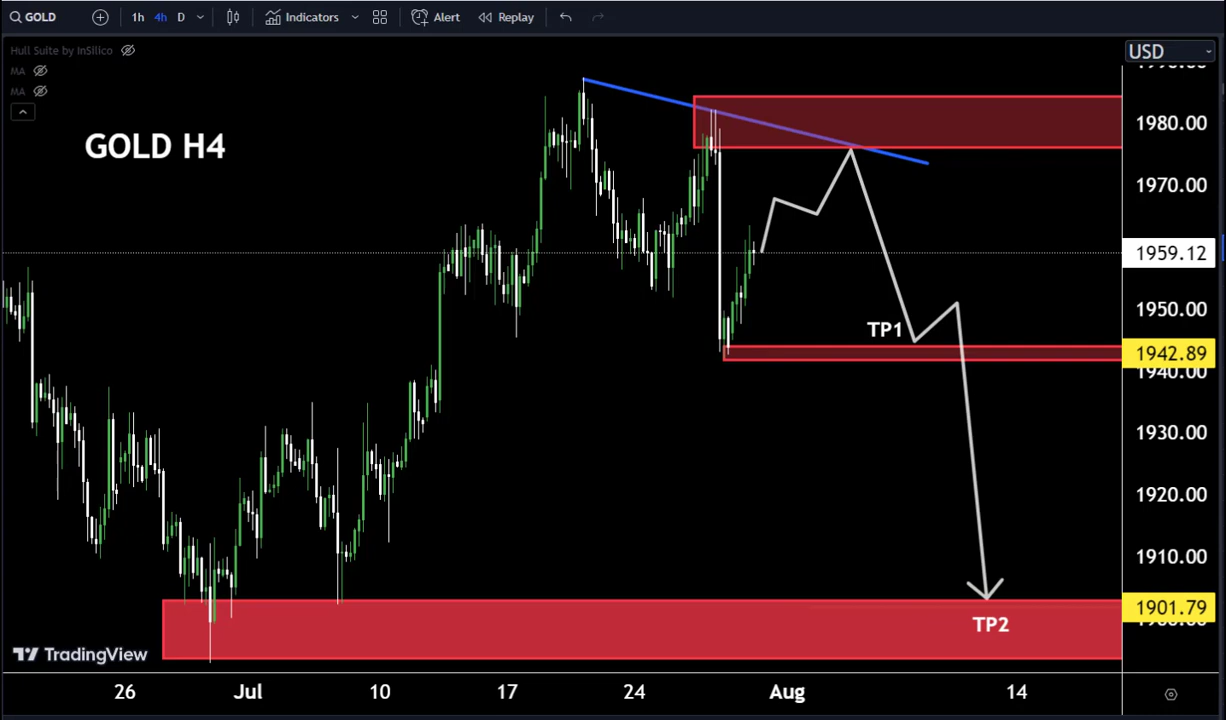 GOLD
1h
4h
D
Indicators
Alert
Replay
Hull Suite by InSilico
MA
MA
USD
GOLD H4
1980.00
1970.00
1959.12
1950.00
TP1
1942.89
1940.00
1930.00
1920.00
1910.00
1901.79
TP2
TradingView
26
Jul
10
17
24
Aug
14